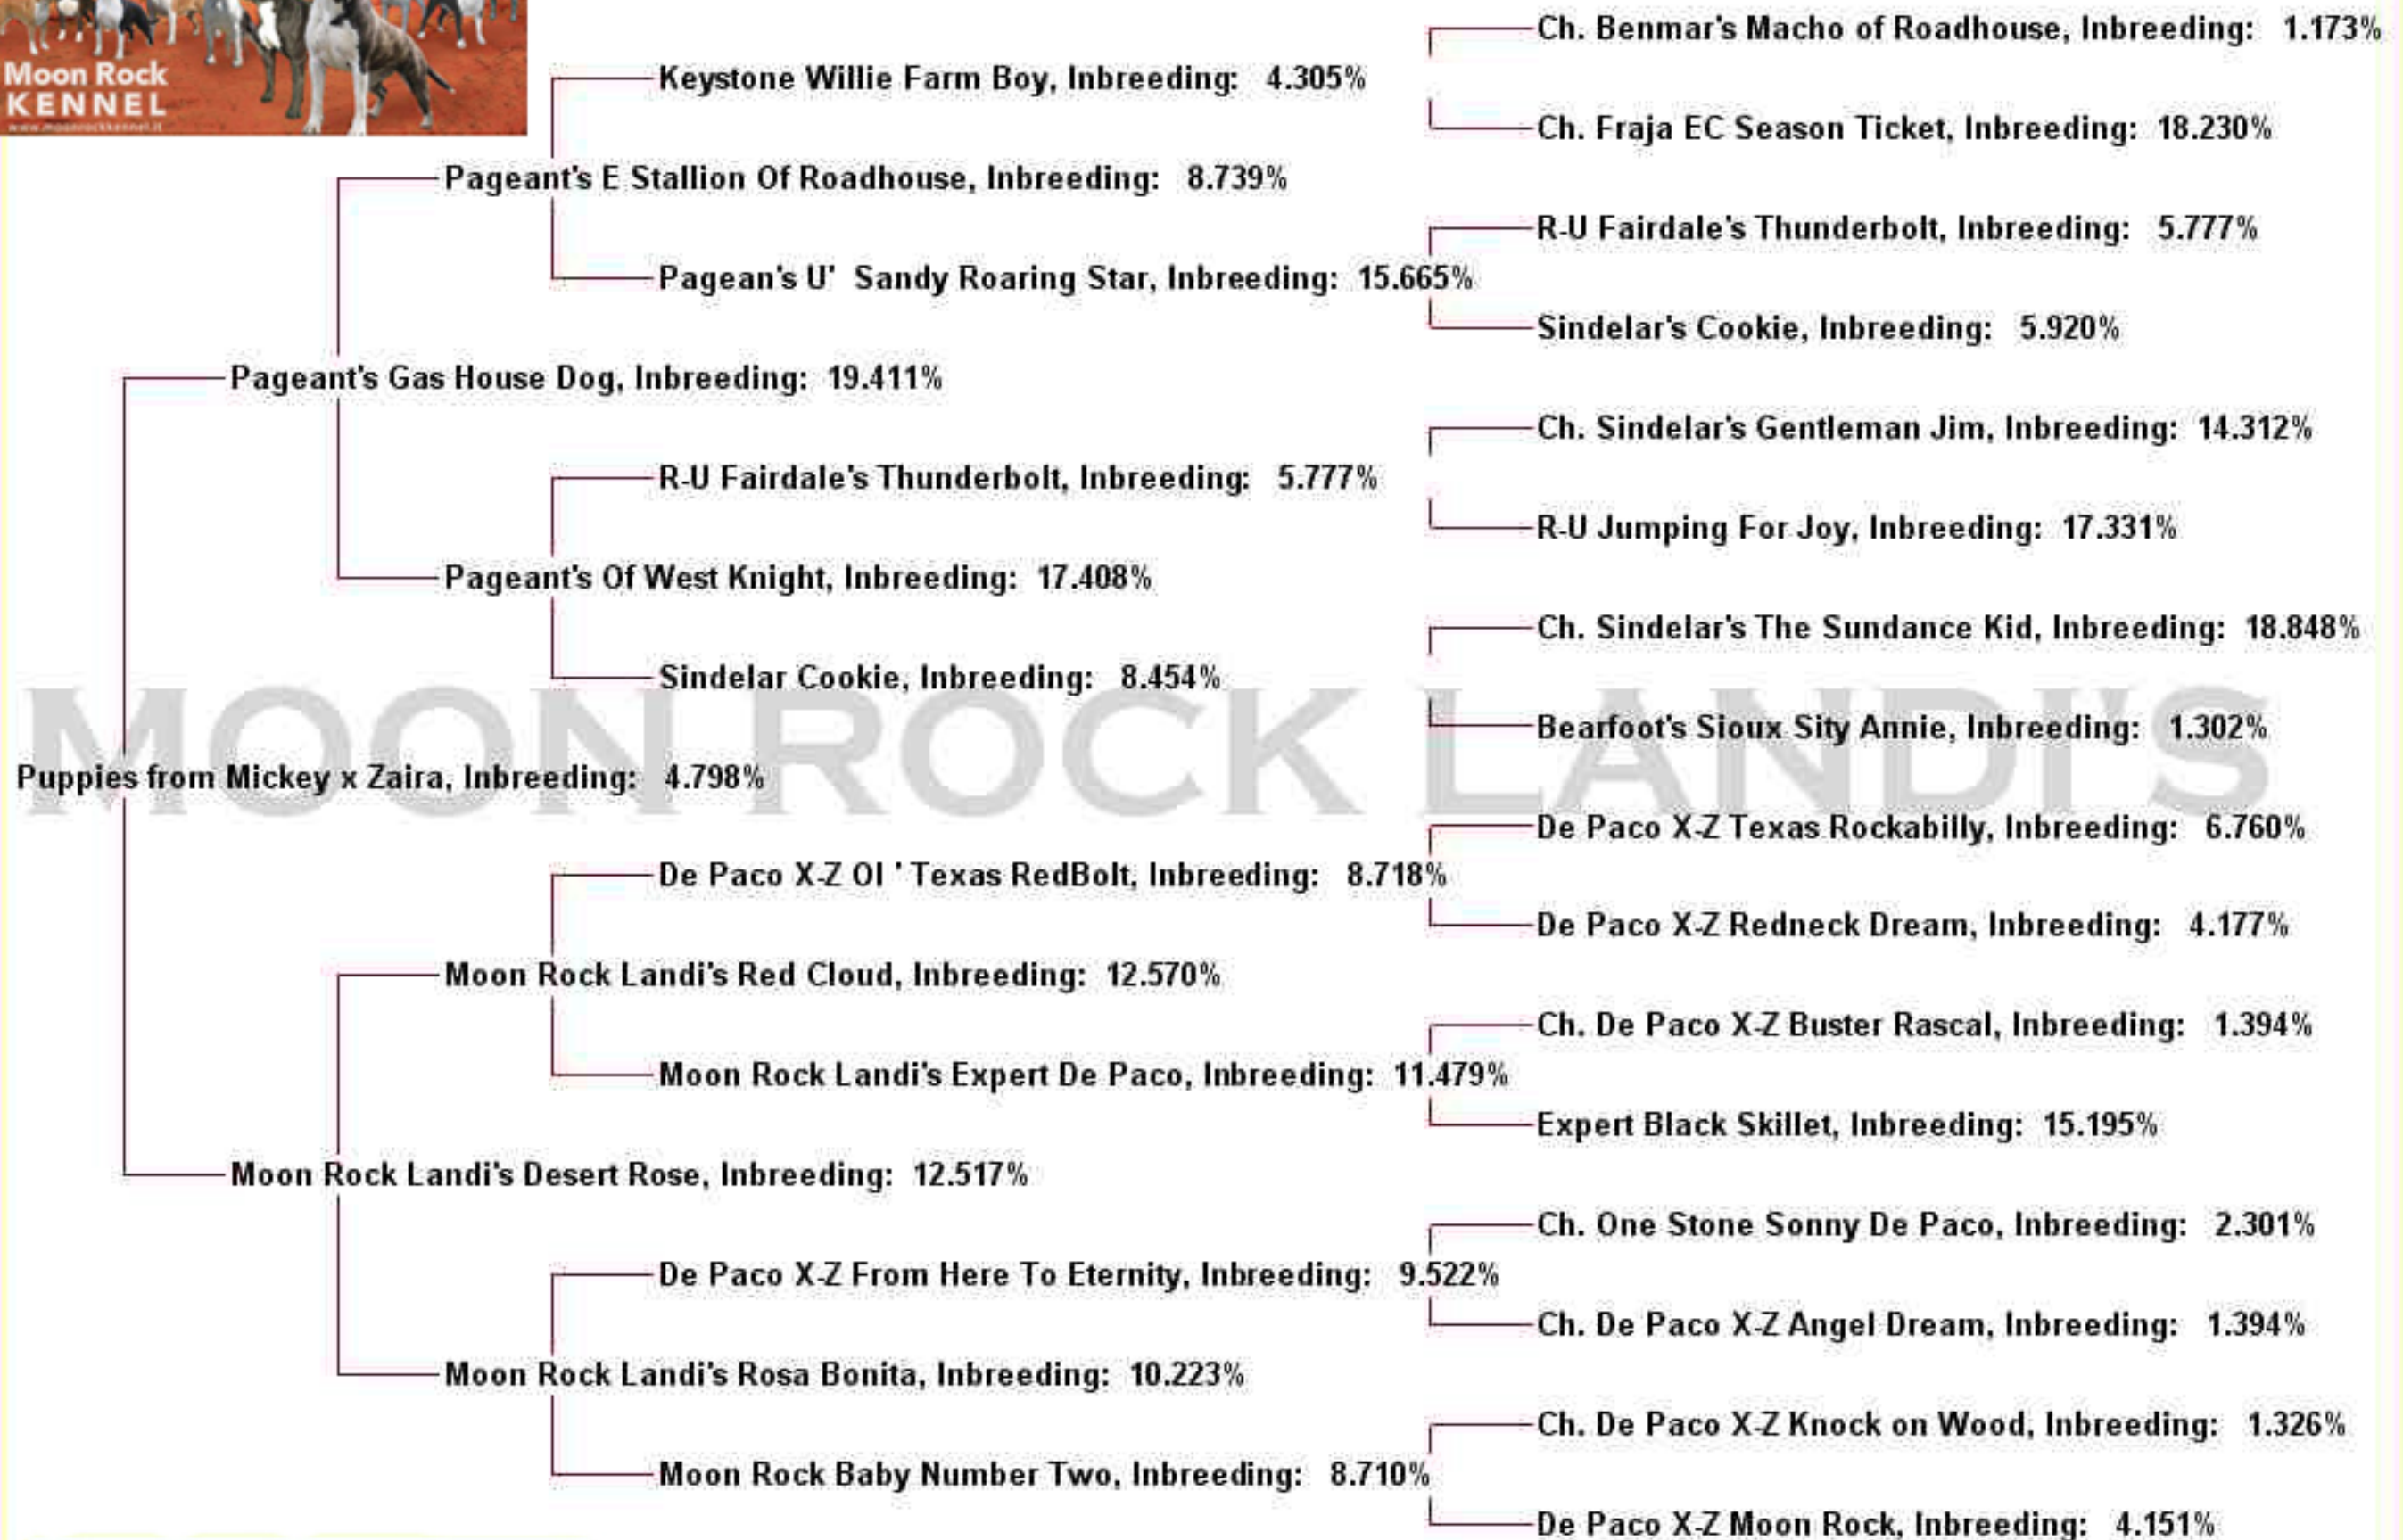 Moon Rock
KENNEL
www.moonrockkennel.it
Ch. Benmar's Macho of Roadhouse, Inbreeding: 1.173%
Keystone Willie Farm Boy, Inbreeding: 4.305%
Ch. Fraja EC Season Ticket, Inbreeding: 18.230%
Pageant's E Stallion Of Roadhouse, Inbreeding: 8.739%
R-U Fairdale's Thunderbolt, Inbreeding: 5.777%
Pagean's U' Sandy Roaring Star, Inbreeding: 15.665%
Sindelar's Cookie, Inbreeding: 5.920%
Pageant's Gas House Dog, Inbreeding: 19.411%
Ch. Sindelar's Gentleman Jim, Inbreeding: 14.312%
R-U Fairdale's Thunderbolt, Inbreeding: 5.777%
R-U Jumping For Joy, Inbreeding: 17.331%
Pageant's Of West Knight, Inbreeding: 17.408%
Ch. Sindelar's The Sundance Kid, Inbreeding: 18.848%
Sindelar Cookie, Inbreeding: 8.454%
Bearfoot's Sioux Sity Annie, Inbreeding: 1.302%
MOON ROCK LANDI'S
Puppies from Mickey x Zaira, Inbreeding: 4.798%
De Paco X-Z Texas Rockabilly, Inbreeding: 6.760%
De Paco X-Z Ol ' Texas RedBolt, Inbreeding: 8.718%
De Paco X-Z Redneck Dream, Inbreeding: 4.177%
Moon Rock Landi's Red Cloud, Inbreeding: 12.570%
Ch. De Paco X-Z Buster Rascal, Inbreeding: 1.394%
Moon Rock Landi's Expert De Paco, Inbreeding: 11.479%
Expert Black Skillet, Inbreeding: 15.195%
Moon Rock Landi's Desert Rose, Inbreeding: 12.517%
Ch. One Stone Sonny De Paco, Inbreeding: 2.301%
De Paco X-Z From Here To Eternity, Inbreeding: 9.522%
Ch. De Paco X-Z Angel Dream, Inbreeding: 1.394%
Moon Rock Landi's Rosa Bonita, Inbreeding: 10.223%
Ch. De Paco X-Z Knock on Wood, Inbreeding: 1.326%
Moon Rock Baby Number Two, Inbreeding: 8.710%
De Paco X-Z Moon Rock, Inbreeding: 4.151%